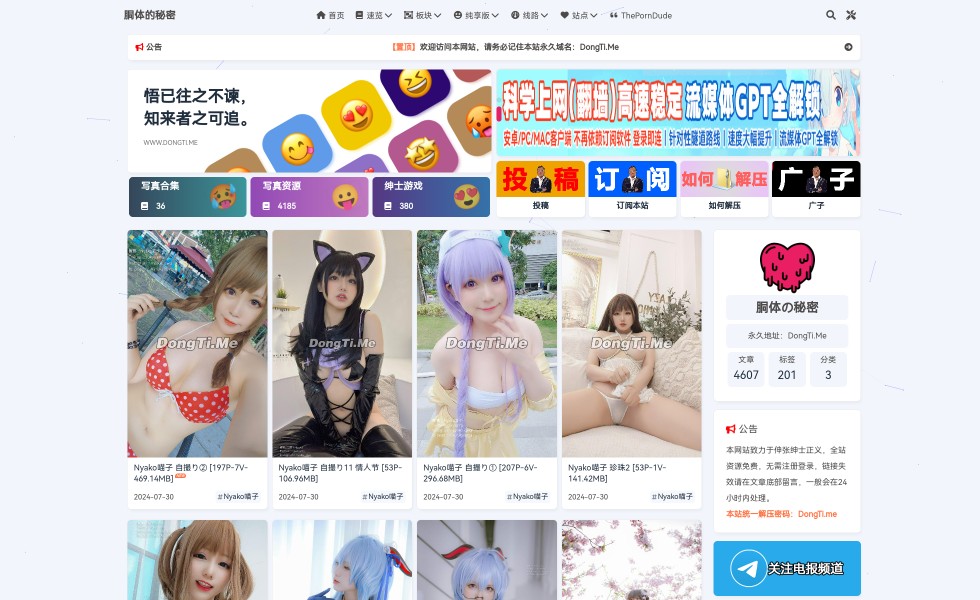 胴体的秘密
首页 速览 板块 纯享版 线路 站点 ThePornDude
公告
【置顶】欢迎访问本网站，请务必记住本站永久域名：DongTi.Me
悟已往之不谏，
知来者之可追。
WWW.DONGTI.ME
科学上网(翻墙)高速稳定 流媒体GPT全解锁
安卓/PC/MAC客户端 不再依赖订阅软件 登录即连 | 针对性隧道路线 | 速度大幅提升 | 流媒体GPT全解锁
写真合集
36
写真资源
4185
绅士游戏
380
投稿
投稿
订阅
订阅本站
如何解压
如何解压
广子
广子
DongTi.Me
DongTi.Me
DongTi.Me
DongTi.Me
Nyako喵子 自撮り② [197P-7V-
469.14MB]
2024-07-30 #Nyako喵子
Nyako喵子 自撮り11 情人节 [53P-
106.96MB]
2024-07-30 #Nyako喵子
Nyako喵子 自撮り① [207P-6V-
296.68MB]
2024-07-30 #Nyako喵子
Nyako喵子 珍珠2 [53P-1V-
141.42MB]
2024-07-30 #Nyako喵子
胴体の秘密
永久地址：DongTi.Me
文章 标签 分类
4607 201 3
公告
本网站致力于伸张绅士正义，全站
资源免费，无需注册登录，链接失
效请在文章底部留言，一般会在24
小时内处理。
本站统一解压密码：DongTi.me
关注电报频道